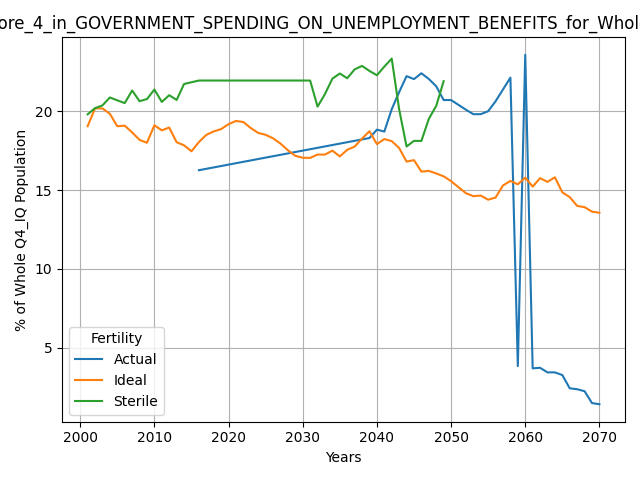 ore_4_in_GOVERNMENT_SPENDING_ON_UNEMPLOYMENT_BENEFITS_for_Whol
% of Whole Q4_IQ Population
20
15
10
5
Fertility
Actual
Ideal
Sterile
2000 2010 2020 2030 2040 2050 2060 2070
Years